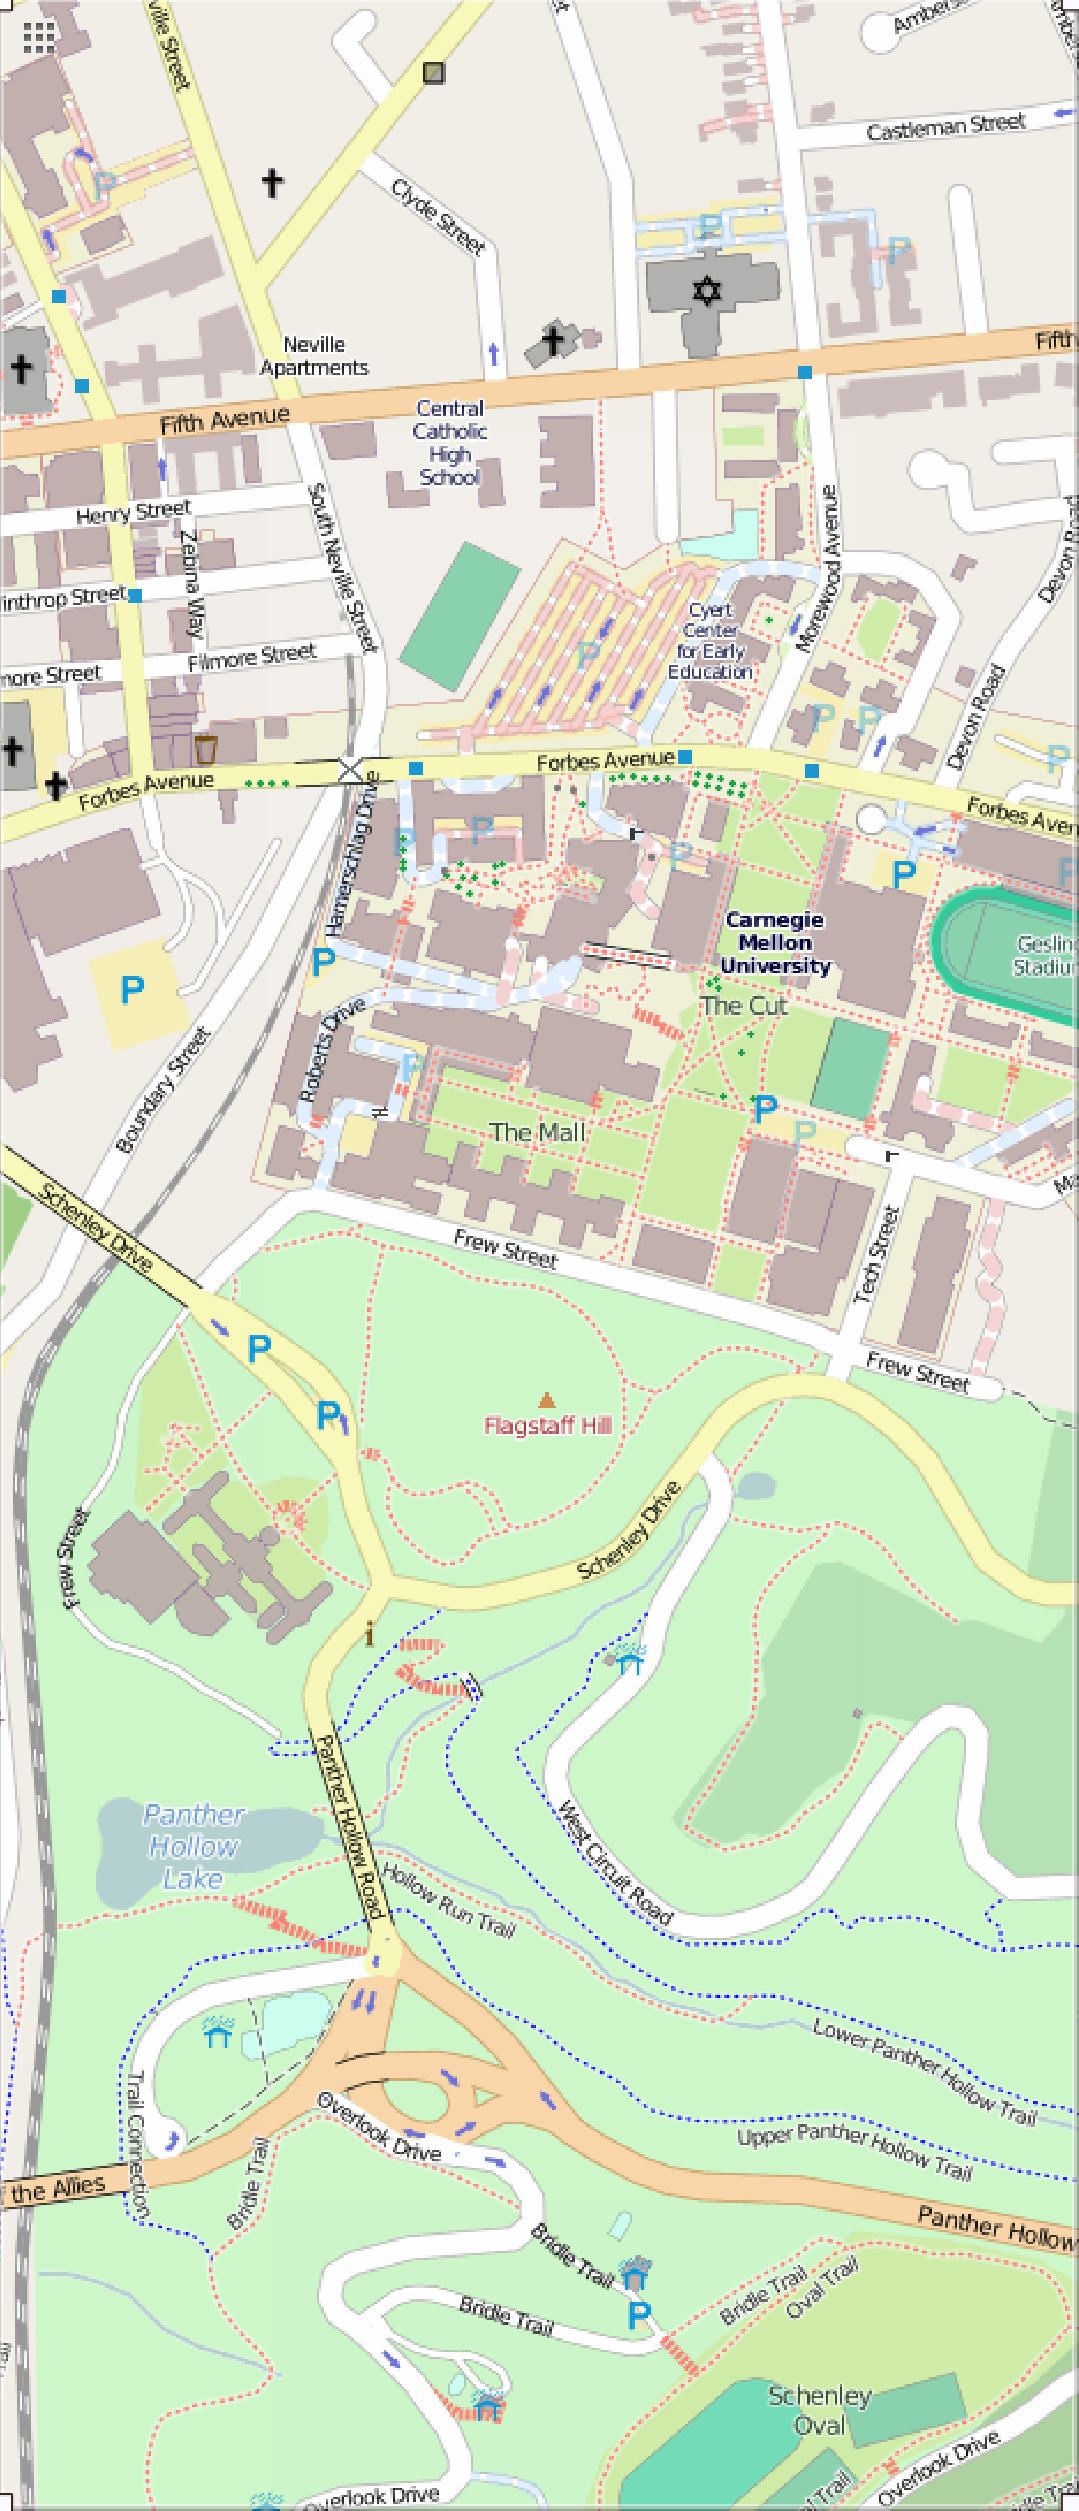 ville Street
Ambers
Castleman Street
P
Clyde Street
P
P
Neville
Apartments
Fifth
Fifth Avenue
Central
Catholic
High
School
Henry Street
Zebina Way
South Neville Street
Morewood Avenue
Devon Road
inthrop Street
Cyert
Center
for Early
Education
P
Filmore Street
more Street
P
P
Devon Road
P
Forbes Avenue
Forbes Avenue
Forbes Aven
Hamerschlag Drive
P
P
P
P
P
Carnegie
Mellon
University
Gesling
Stadiu
P
P
The Cut
Roberts Drive
Boundary Street
P
P
P
The Mall
Ma
Schenley Drive
Frew Street
Tech Street
P
Frew Street
P
Flagstaff Hill
Schenley Drive
Frew Street
i
Panther Hollow Road
Panther
Hollow
Lake
West Circuit Road
Hollow Run Trail
Lower Panther Hollow Trail
Trail Connection
Overlook Drive
Upper Panther Hollow Trail
the Allies
Bridle Trail
Panther Hollow
Bridle Trail
Bridle Trail
Oval Trail
P
Bridle Trail
Schenley
Oval
Overlook Drive
Overlook Drive
al Trail
dle Tra